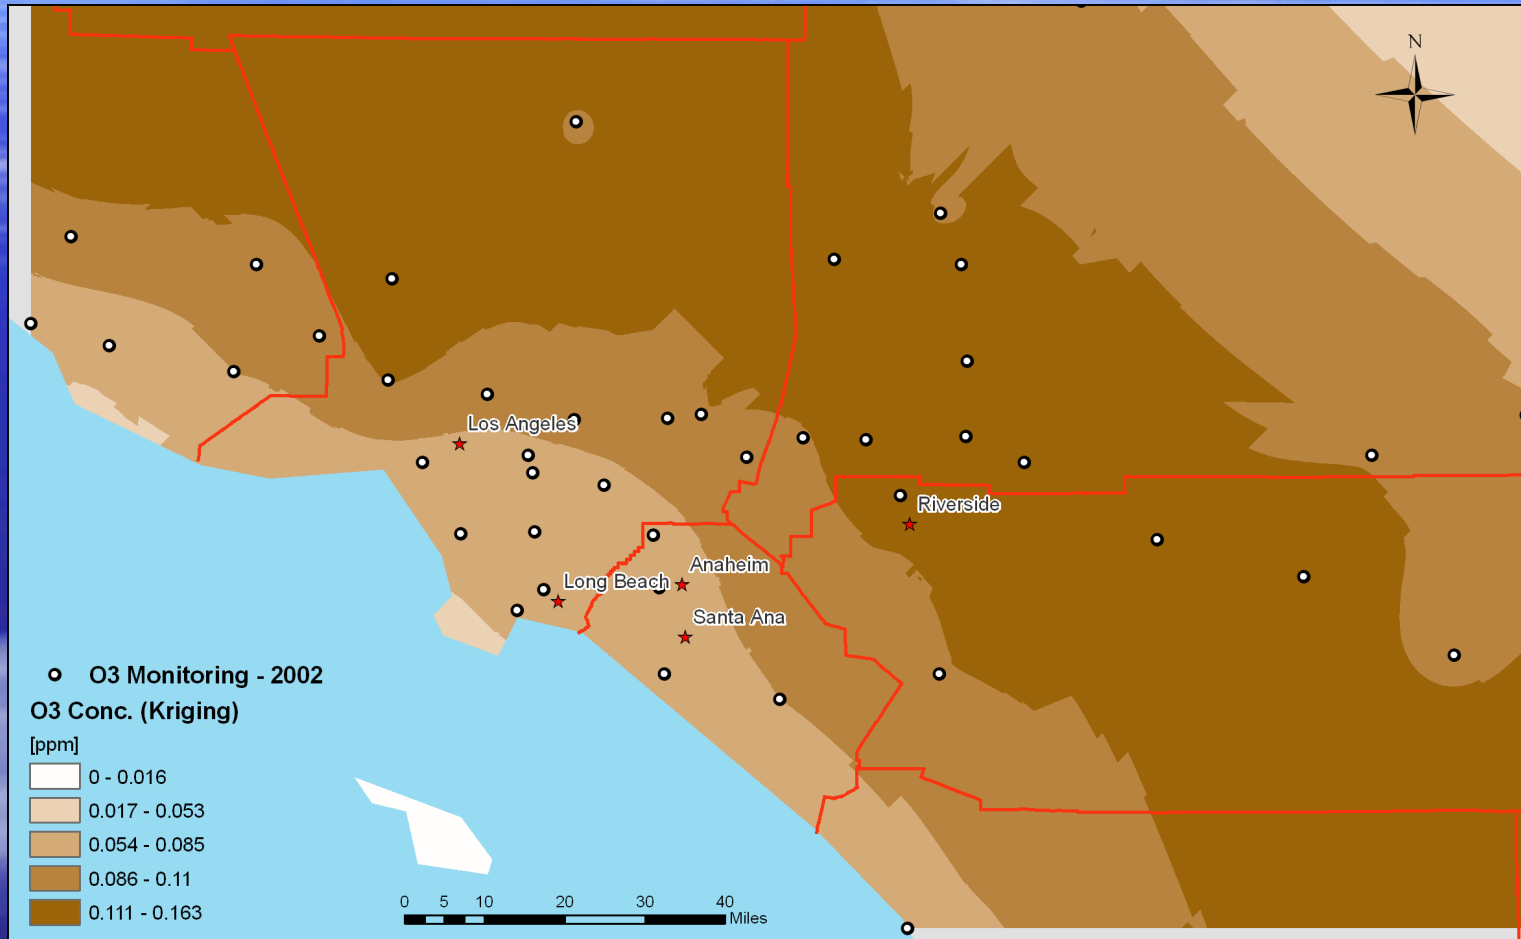 N
Los Angeles
Riverside
Anaheim
Long Beach
Santa Ana
O3 Monitoring - 2002
O3 Conc. (Kriging)
[ppm]
0 - 0.016
0.017 - 0.053
0.054 - 0.085
0.086 - 0.11
0.111 - 0.163
0 5 10 20 30 40
Miles